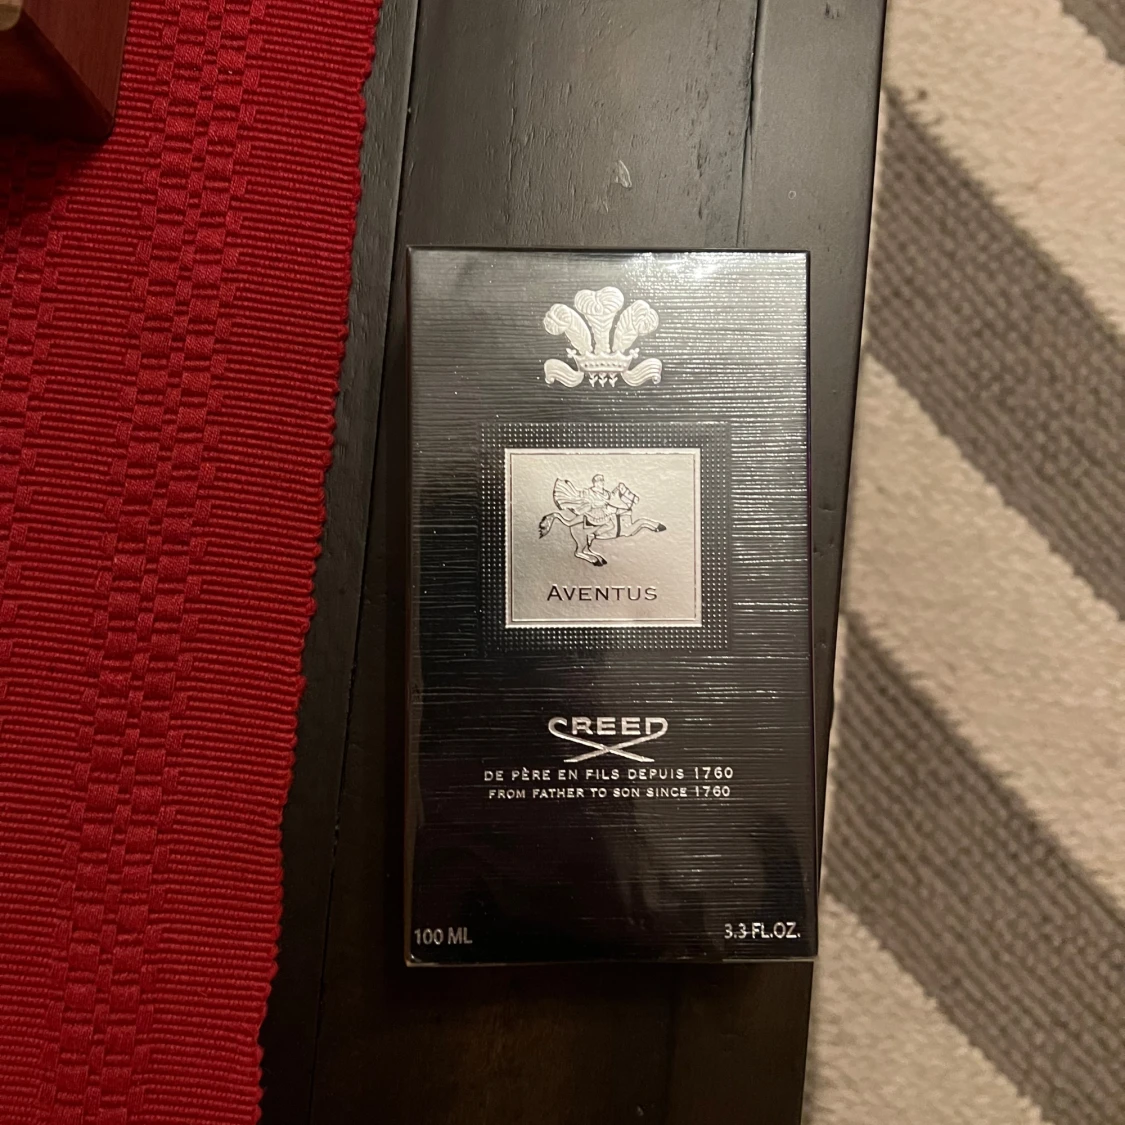 AVENTUS
CREED
DE PÈRE EN FILS DEPUIS 1760
FROM FATHER TO SON SINCE 1760
100 ML
3.3 FL.OZ.